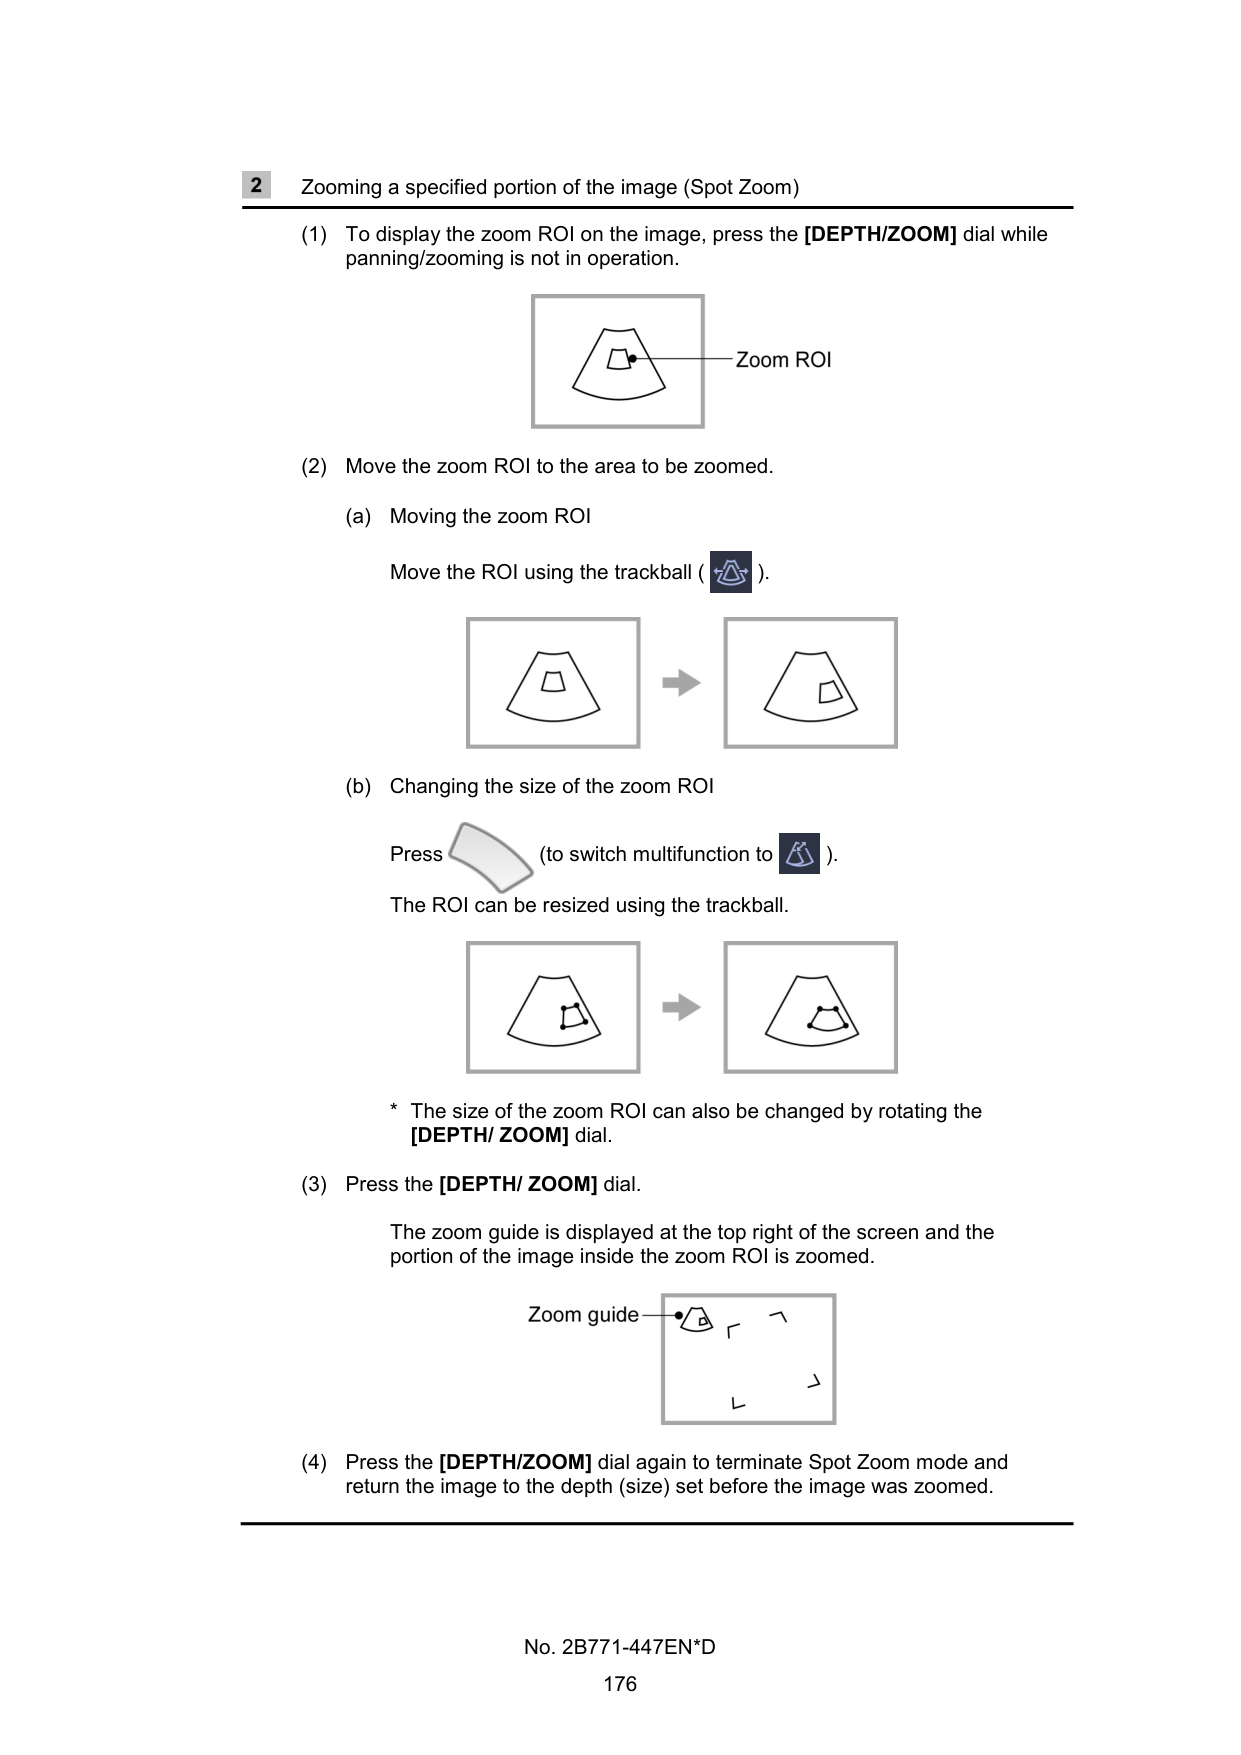 2 Zooming a specified portion of the image (Spot Zoom)
(1) To display the zoom ROI on the image, press the [DEPTH/ZOOM] dial while
panning/zooming is not in operation.
Zoom ROI
(2) Move the zoom ROI to the area to be zoomed.
(a) Moving the zoom ROI
Move the ROI using the trackball ( ).
(b) Changing the size of the zoom ROI
Press (to switch multifunction to ).
The ROI can be resized using the trackball.
* The size of the zoom ROI can also be changed by rotating the
[DEPTH/ ZOOM] dial.
(3) Press the [DEPTH/ ZOOM] dial.
The zoom guide is displayed at the top right of the screen and the
portion of the image inside the zoom ROI is zoomed.
Zoom guide
(4) Press the [DEPTH/ZOOM] dial again to terminate Spot Zoom mode and
return the image to the depth (size) set before the image was zoomed.
No. 2B771-447EN*D
176